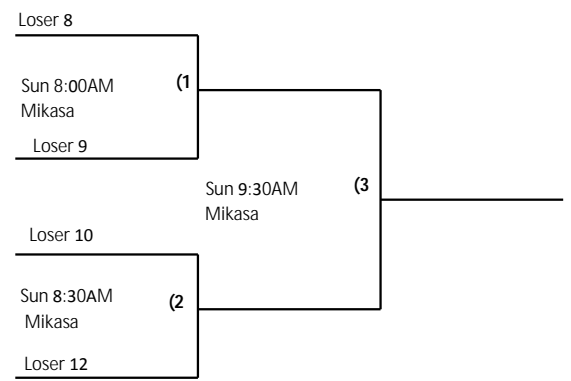 Loser 8
Sun 8:00AM
(1
Mikasa
Loser 9
Sun 9:30AM
(3
Mikasa
Loser 10
Sun 8:30AM
(2
Mikasa
Loser 12